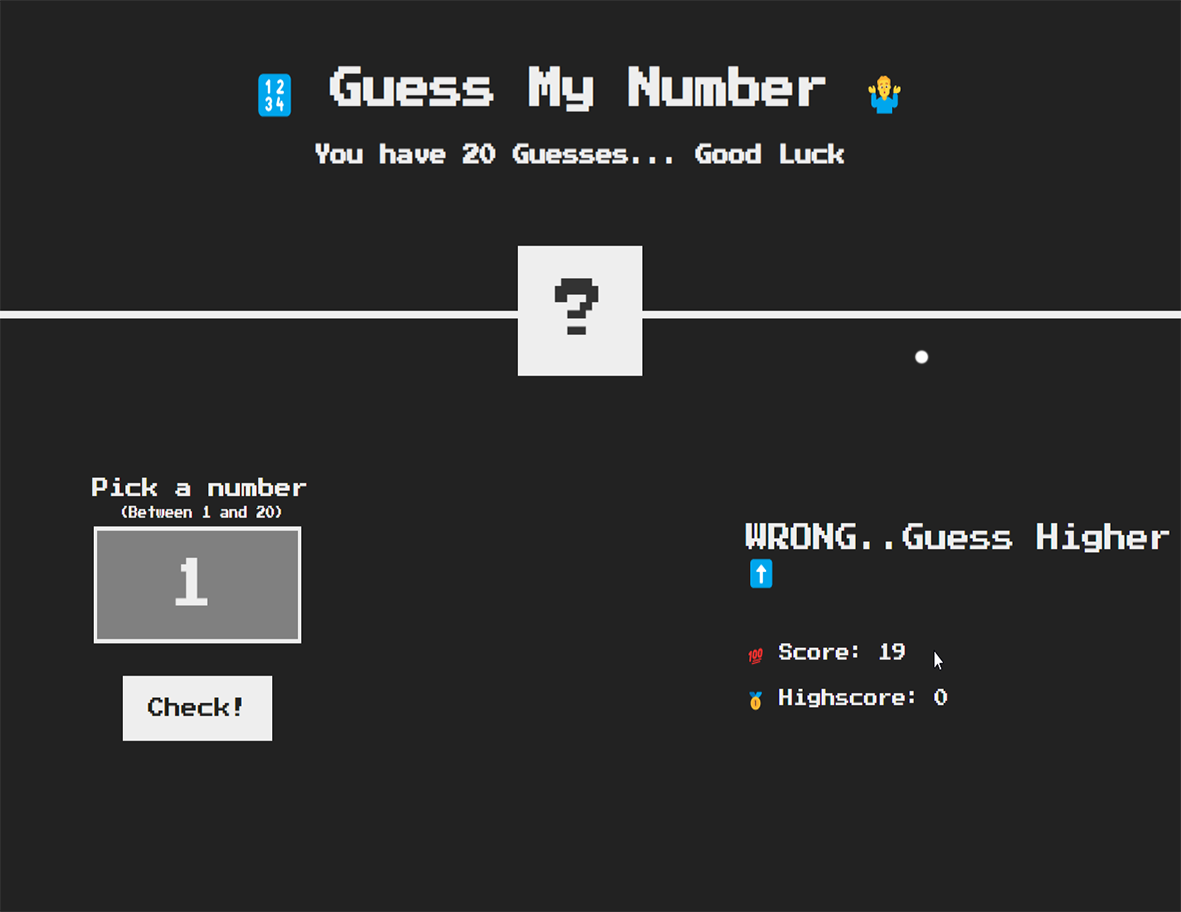 🔢 Guess My Number 🤷‍♂️
You have 20 Guesses... Good Luck
?
Pick a number
(Between 1 and 20)
1
Check!
WRONG..Guess Higher
⬆️
💯 Score: 19
🥇 Highscore: 0